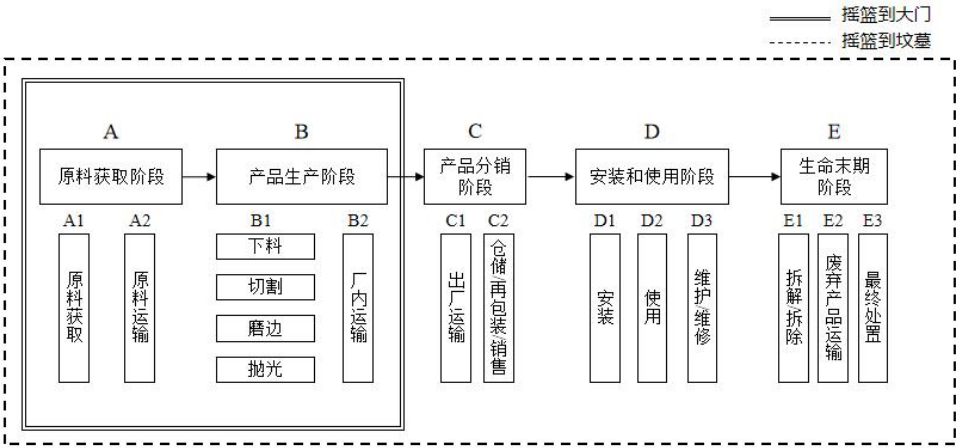 摇篮到大门
摇篮到坟墓
A
B
C
D
E
原料获取阶段
产品生产阶段
产品分销
阶段
安装和使用阶段
生命末期
阶段
A1
A2
B1
B2
C1
C2
D1
D2
D3
E1
E2
E3
原料获取
原料运输
下料
切割
磨边
抛光
厂内运输
出厂运输
仓储/再包装/销售
安装
使用
维护/维修
拆解/拆除
废弃产品运输
最终处置